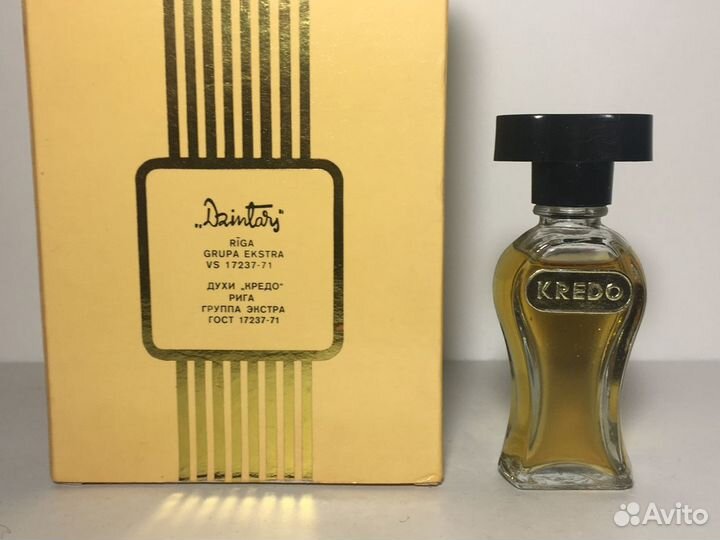 „Dzintars"
RĪGA
GRUPA EKSTRA
VS 17237-71
ДУХИ „КРЕДО"
РИГА
ГРУППА ЭКСТРА
ГОСТ 17237-71
KREDO
Avito